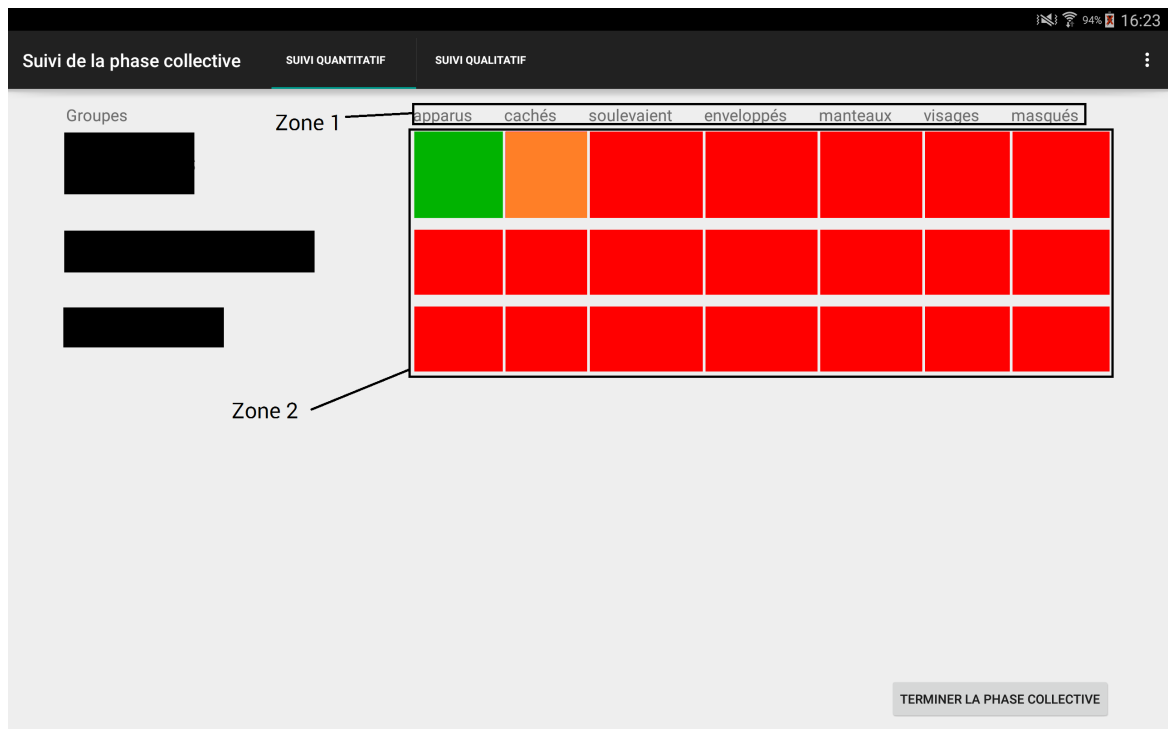 94% 16:23
Suivi de la phase collective SUIVI QUANTITATIF SUIVI QUALITATIF
Groupes Zone 1 apparus cachés soulevaient enveloppés manteaux visages masqués
Zone 2
TERMINER LA PHASE COLLECTIVE